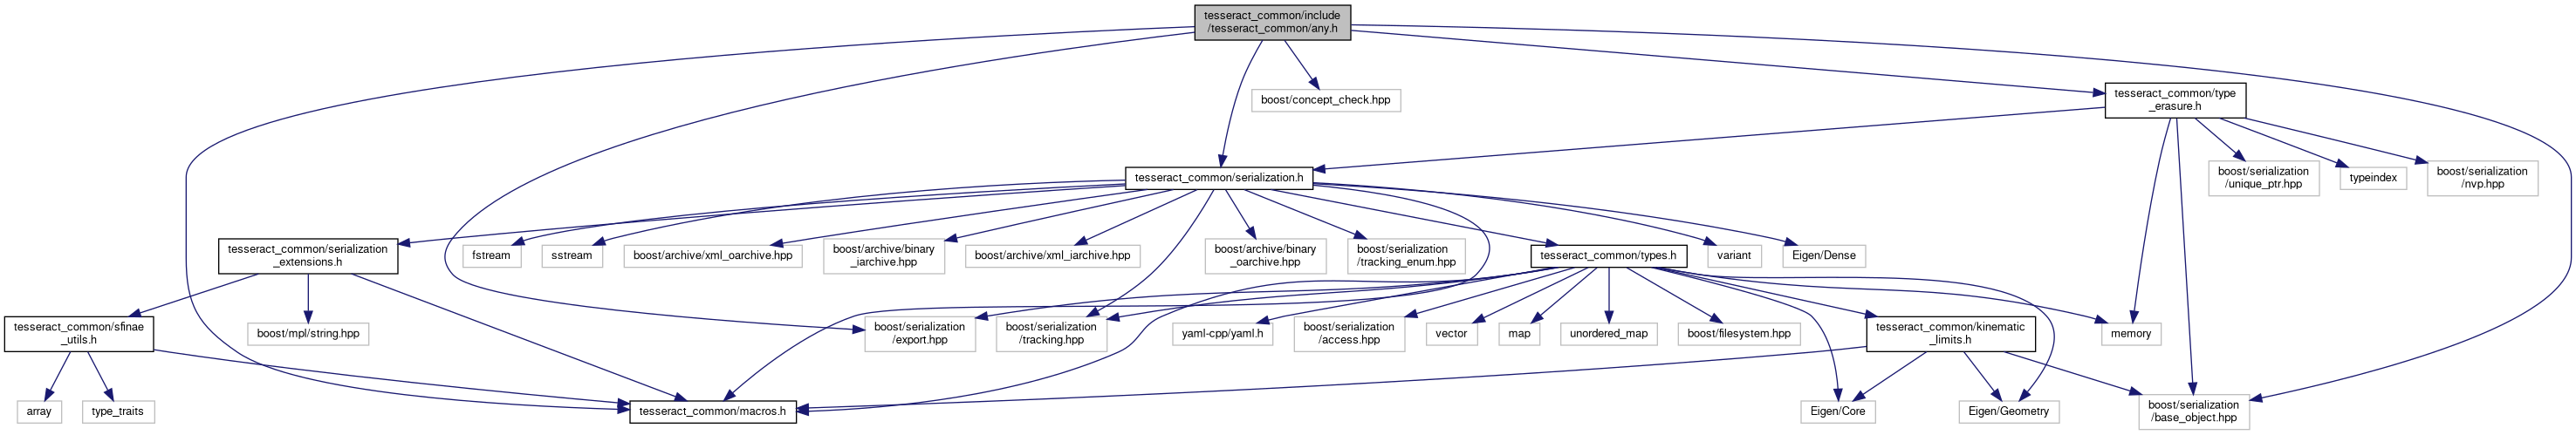 tesseract_common/include
/tesseract_common/any.h
boost/concept_check.hpp
tesseract_common/type
_erasure.h
tesseract_common/serialization.h
boost/serialization
/unique_ptr.hpp
typeindex
boost/serialization
/nvp.hpp
tesseract_common/serialization
_extensions.h
fstream
sstream
boost/archive/xml_oarchive.hpp
boost/archive/binary
_iarchive.hpp
boost/archive/xml_iarchive.hpp
boost/archive/binary
_oarchive.hpp
boost/serialization
/tracking_enum.hpp
tesseract_common/types.h
variant
Eigen/Dense
tesseract_common/sfinae
_utils.h
boost/mpl/string.hpp
boost/serialization
/export.hpp
boost/serialization
/tracking.hpp
yaml-cpp/yaml.h
boost/serialization
/access.hpp
vector
map
unordered_map
boost/filesystem.hpp
tesseract_common/kinematic
_limits.h
memory
array
type_traits
tesseract_common/macros.h
Eigen/Core
Eigen/Geometry
boost/serialization
/base_object.hpp